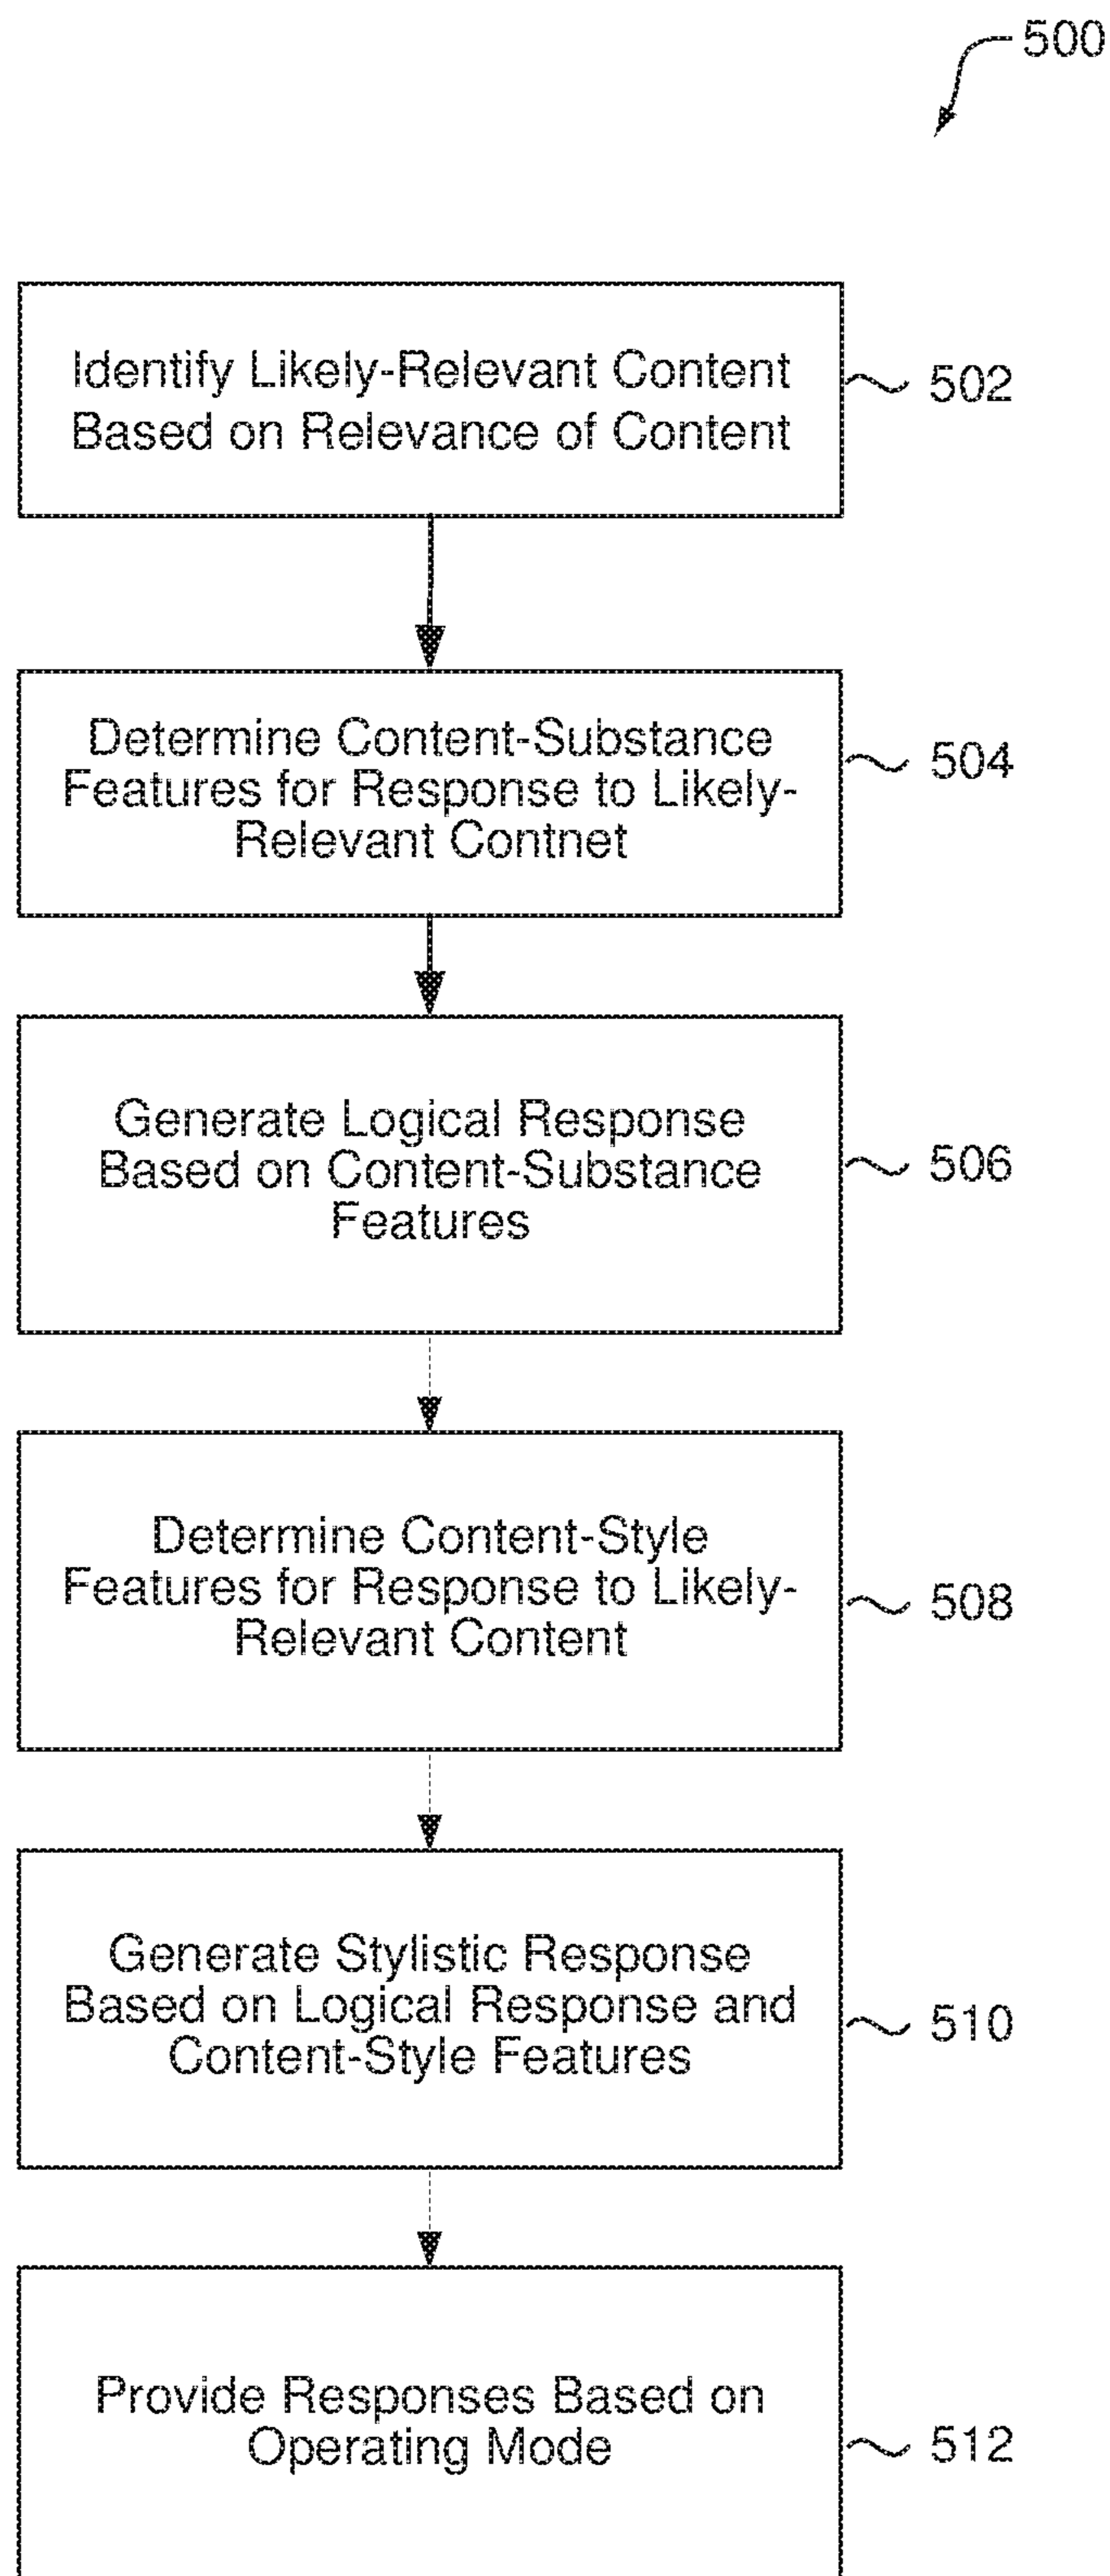 500
Identify Likely-Relevant Content
Based on Relevance of Content
502
Determine Content-Substance
Features for Response to Likely-
Relevant Contnet
504
Generate Logical Response
Based on Content-Substance
Features
506
Determine Content-Style
Features for Response to Likely-
Relevant Content
508
Generate Stylistic Response
Based on Logical Response and
Content-Style Features
510
Provide Responses Based on
Operating Mode
512